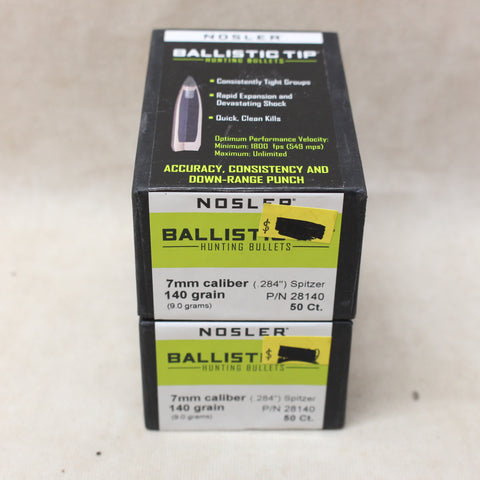 NOSLER
BALLISTIC TIP®
HUNTING BULLETS
• Consistently Tight Groups
• Rapid Expansion and
Devastating Shock
• Quick, Clean Kills
Optimum Performance Velocity:
Minimum: 1800 fps (549 mps)
Maximum: Unlimited
ACCURACY, CONSISTENCY AND
DOWN-RANGE PUNCH
NOSLER
$
BALLISTIC
HUNTING BULLETS
7mm caliber (.284") Spitzer
140 grain P/N 28140
(9.0 grams) 50 Ct.
NOSLER
$
BALLISTI
HUNTING BULLETS
7mm caliber (.284") Spitzer
140 grain P/N 28140
(9.0 grams) 50 Ct.